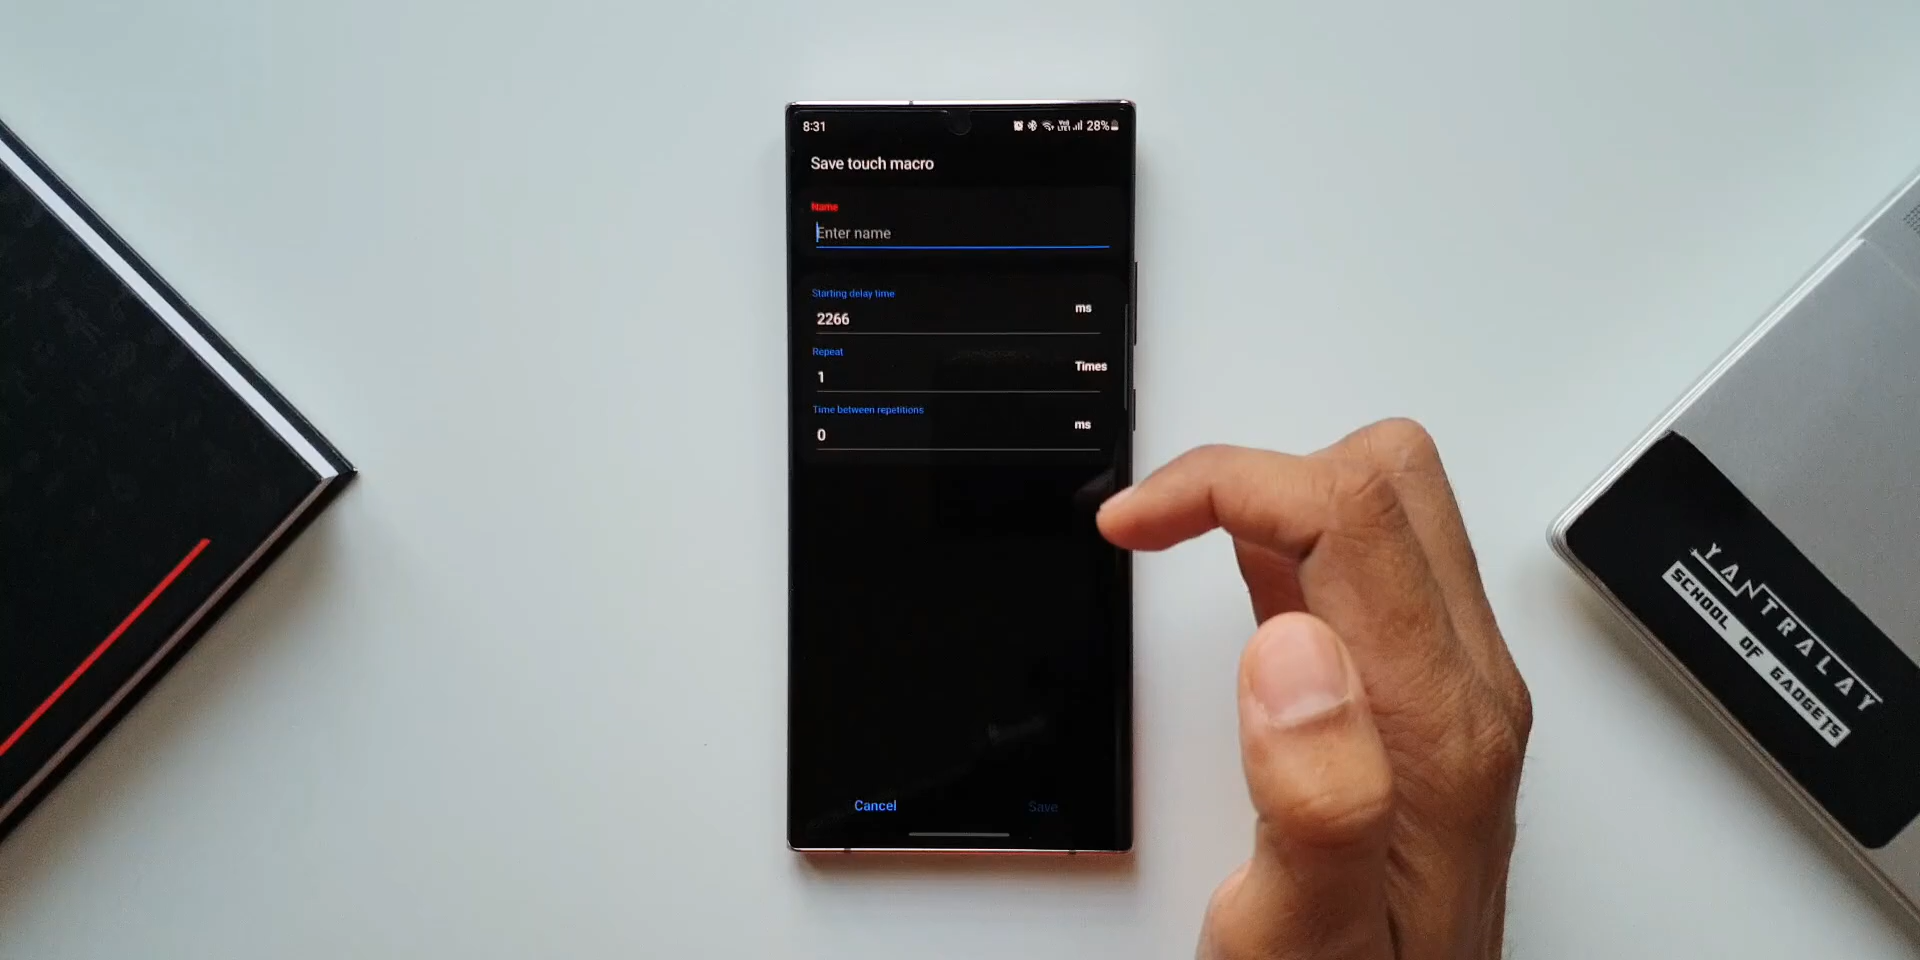 8:31
28%
Save touch macro
Name
Enter name
Starting delay time
2266
ms
Repeat
1
Times
Time between repetitions
0
ms
Cancel
Save
YANTRALAY
SCHOOL OF GADGETS